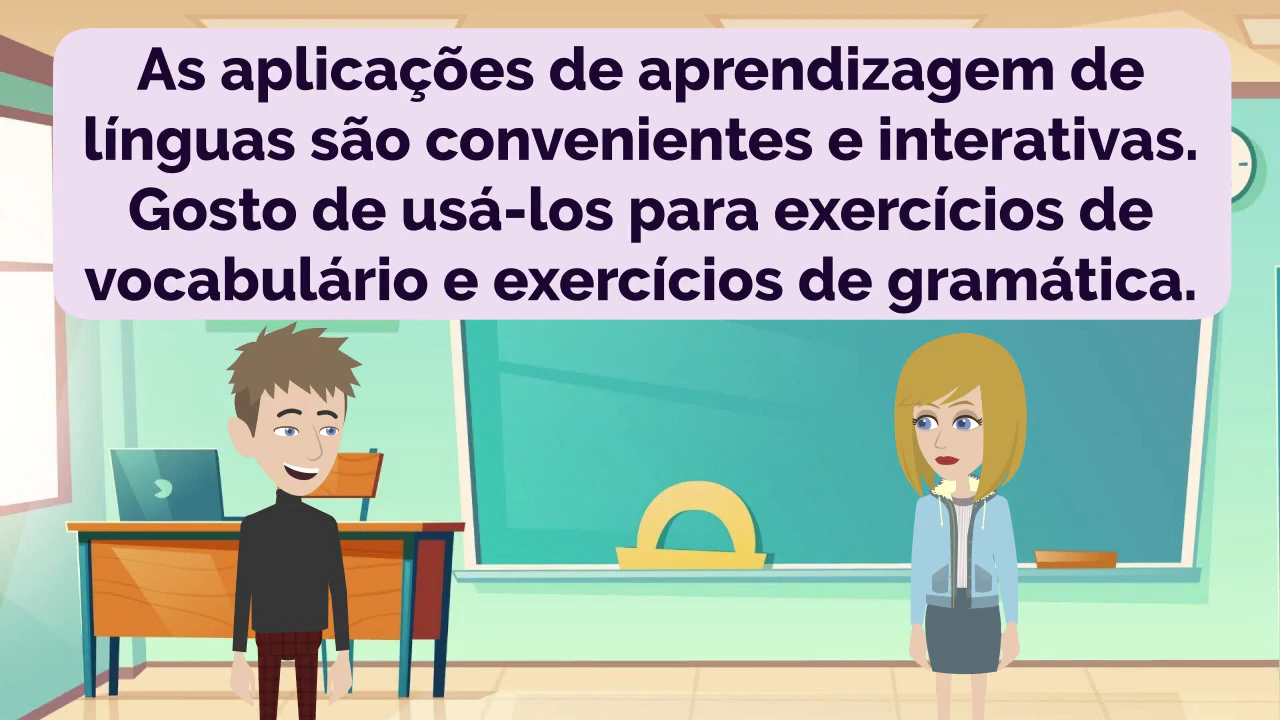 As aplicações de aprendizagem de
línguas são convenientes e interativas.
Gosto de usá-los para exercícios de
vocabulário e exercícios de gramática.